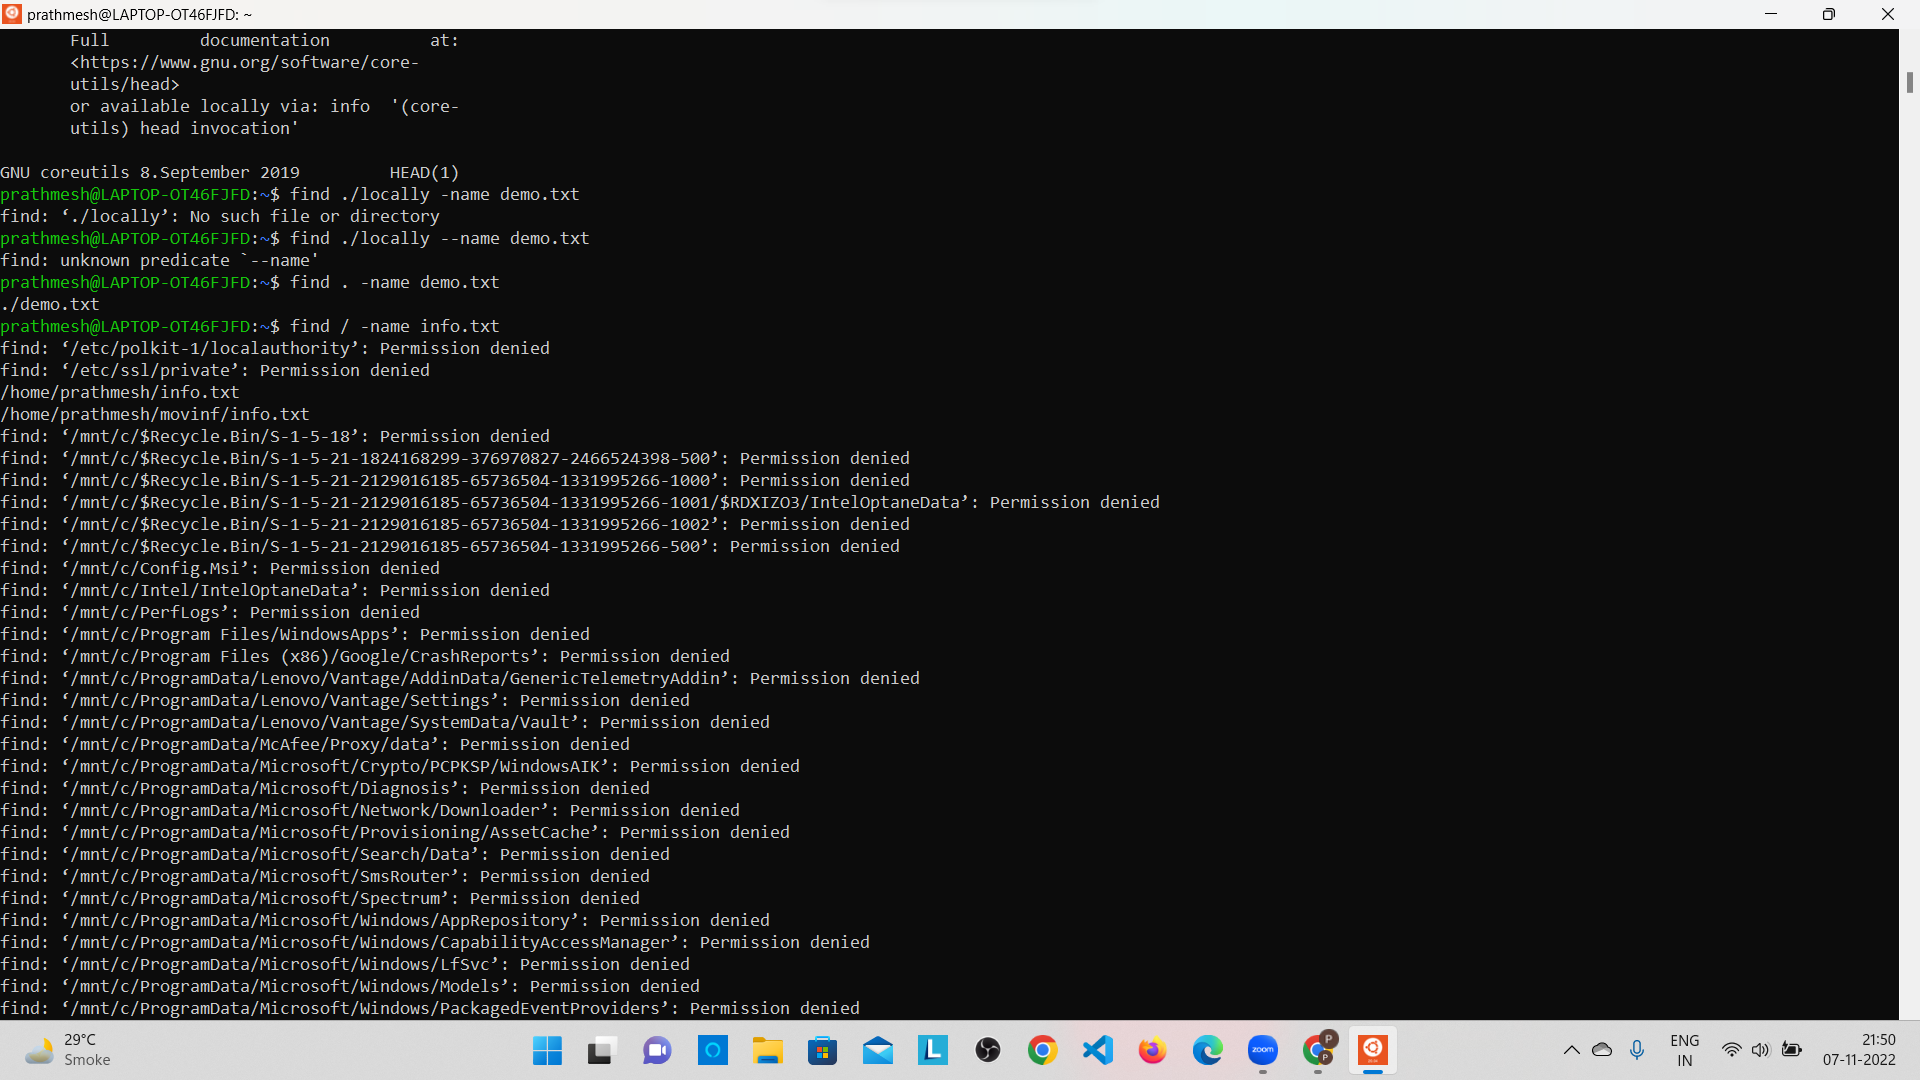 prathmesh@LAPTOP-OT46FJFD: ~
Full documentation at:
<https://www.gnu.org/software/core-
utils/head>
or available locally via: info '(core-
utils) head invocation'
GNU coreutils 8.September 2019 HEAD(1)
prathmesh@LAPTOP-OT46FJFD:~$ find ./locally -name demo.txt
find: ‘./locally’: No such file or directory
prathmesh@LAPTOP-OT46FJFD:~$ find ./locally --name demo.txt
find: unknown predicate `--name'
prathmesh@LAPTOP-OT46FJFD:~$ find . -name demo.txt
./demo.txt
prathmesh@LAPTOP-OT46FJFD:~$ find / -name info.txt
find: ‘/etc/polkit-1/localauthority’: Permission denied
find: ‘/etc/ssl/private’: Permission denied
/home/prathmesh/info.txt
/home/prathmesh/movinf/info.txt
find: ‘/mnt/c/$Recycle.Bin/S-1-5-18’: Permission denied
find: ‘/mnt/c/$Recycle.Bin/S-1-5-21-1824168299-376970827-2466524398-500’: Permission denied
find: ‘/mnt/c/$Recycle.Bin/S-1-5-21-2129016185-65736504-1331995266-1000’: Permission denied
find: ‘/mnt/c/$Recycle.Bin/S-1-5-21-2129016185-65736504-1331995266-1001/$RDXIZO3/IntelOptaneData’: Permission denied
find: ‘/mnt/c/$Recycle.Bin/S-1-5-21-2129016185-65736504-1331995266-1002’: Permission denied
find: ‘/mnt/c/$Recycle.Bin/S-1-5-21-2129016185-65736504-1331995266-500’: Permission denied
find: ‘/mnt/c/Config.Msi’: Permission denied
find: ‘/mnt/c/Intel/IntelOptaneData’: Permission denied
find: ‘/mnt/c/PerfLogs’: Permission denied
find: ‘/mnt/c/Program Files/WindowsApps’: Permission denied
find: ‘/mnt/c/Program Files (x86)/Google/CrashReports’: Permission denied
find: ‘/mnt/c/ProgramData/Lenovo/Vantage/AddinData/GenericTelemetryAddin’: Permission denied
find: ‘/mnt/c/ProgramData/Lenovo/Vantage/Settings’: Permission denied
find: ‘/mnt/c/ProgramData/Lenovo/Vantage/SystemData/Vault’: Permission denied
find: ‘/mnt/c/ProgramData/McAfee/Proxy/data’: Permission denied
find: ‘/mnt/c/ProgramData/Microsoft/Crypto/PCPKSP/WindowsAIK’: Permission denied
find: ‘/mnt/c/ProgramData/Microsoft/Diagnosis’: Permission denied
find: ‘/mnt/c/ProgramData/Microsoft/Network/Downloader’: Permission denied
find: ‘/mnt/c/ProgramData/Microsoft/Provisioning/AssetCache’: Permission denied
find: ‘/mnt/c/ProgramData/Microsoft/Search/Data’: Permission denied
find: ‘/mnt/c/ProgramData/Microsoft/SmsRouter’: Permission denied
find: ‘/mnt/c/ProgramData/Microsoft/Spectrum’: Permission denied
find: ‘/mnt/c/ProgramData/Microsoft/Windows/AppRepository’: Permission denied
find: ‘/mnt/c/ProgramData/Microsoft/Windows/CapabilityAccessManager’: Permission denied
find: ‘/mnt/c/ProgramData/Microsoft/Windows/LfSvc’: Permission denied
find: ‘/mnt/c/ProgramData/Microsoft/Windows/Models’: Permission denied
find: ‘/mnt/c/ProgramData/Microsoft/Windows/PackagedEventProviders’: Permission denied
29°C
Smoke
L
zoom
P
P
ENG
IN
21:50
07-11-2022